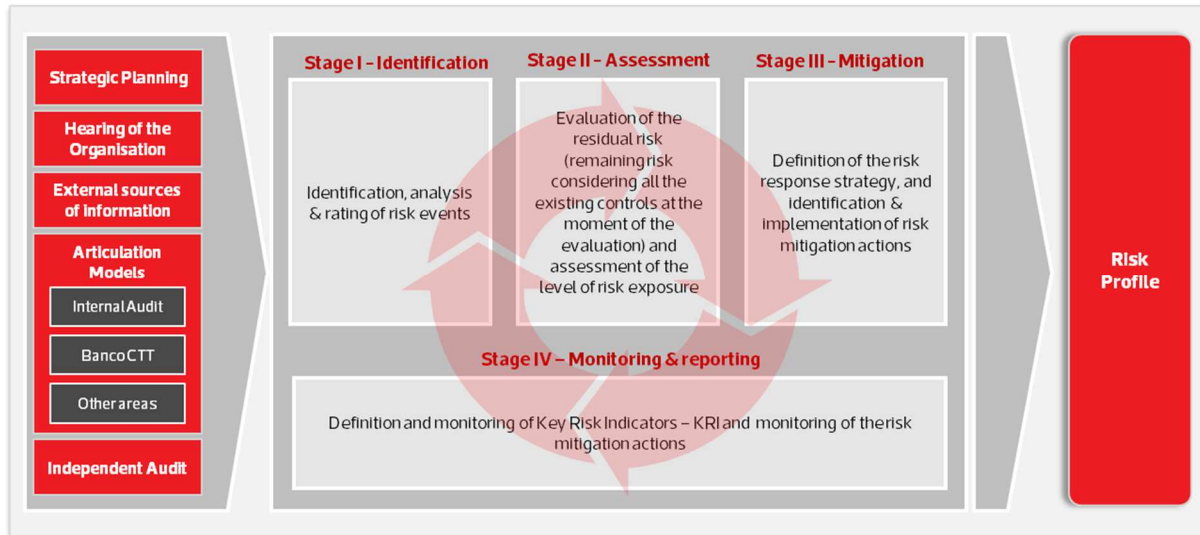 Strategic Planning
Hearing of the
Organisation
External sources
of information
Articulation
Models
Internal Audit
Banco CTT
Other areas
Independent Audit
Stage I – Identification
Identification, analysis
& rating of risk events
Stage II – Assessment
Evaluation of the
residual risk
(remaining risk
considering all the
existing controls at the
moment of the
evaluation) and
assessment of the
level of risk exposure
Stage III – Mitigation
Definition of the risk
response strategy, and
identification &
implementation of risk
mitigation actions
Stage IV – Monitoring & reporting
Definition and monitoring of Key Risk Indicators – KRI and monitoring of the risk
mitigation actions
Risk
Profile